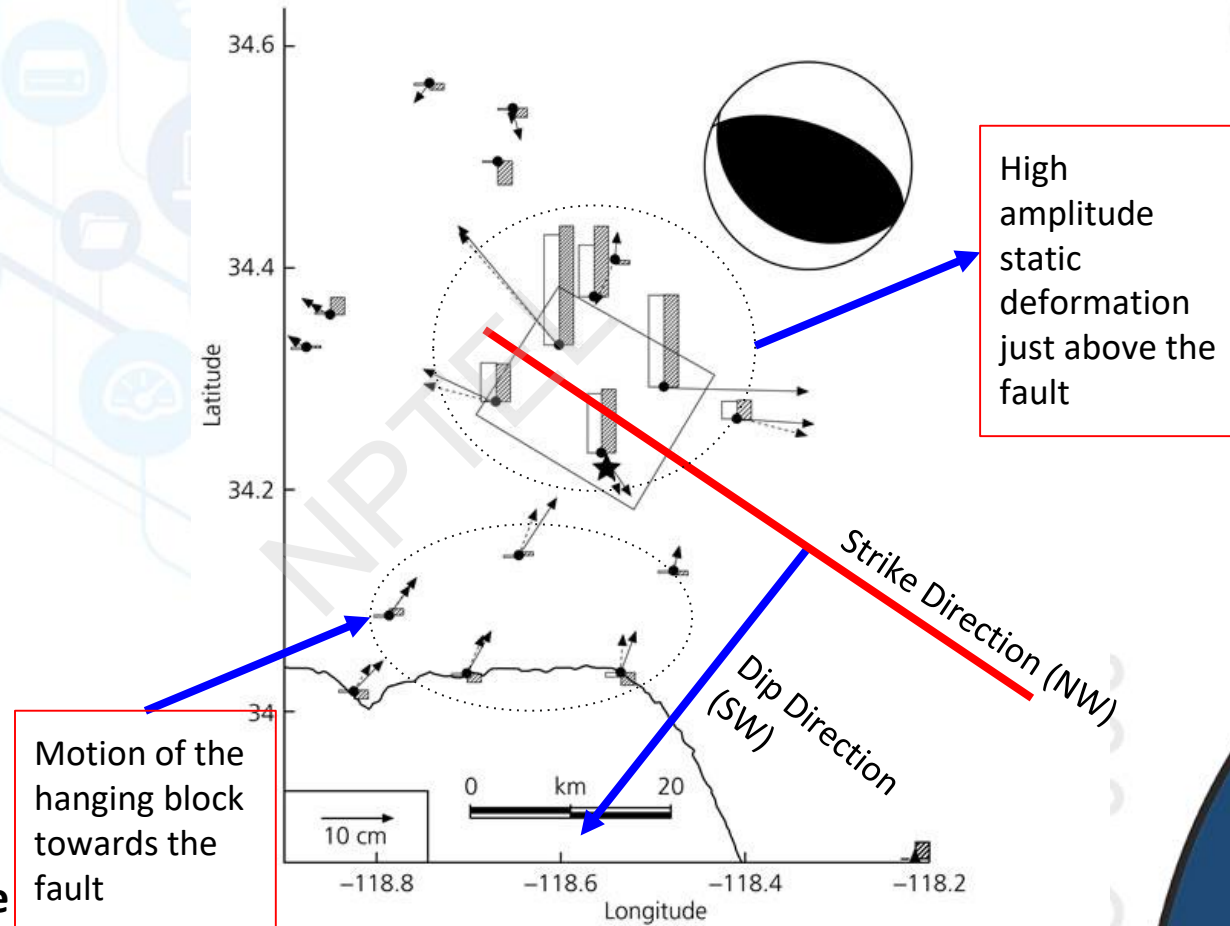 34.6
34.4
34.2
34
Latitude
High
amplitude
static
deformation
just above the
fault
NPTEL
Strike Direction (NW)
Dip Direction
(SW)
Motion of the
hanging block
towards the
fault
10 cm
0 km 20
−118.8 −118.6 −118.4 −118.2
Longitude
e